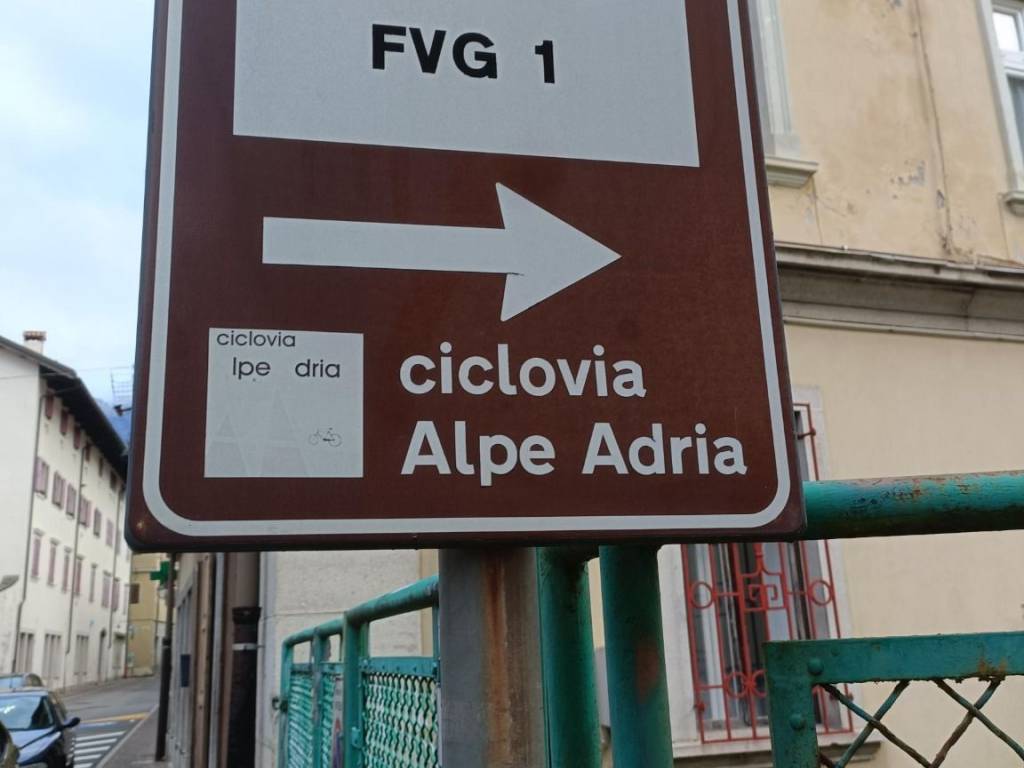 FVG 1
ciclovia
lpe dria
ciclovia
Alpe Adria